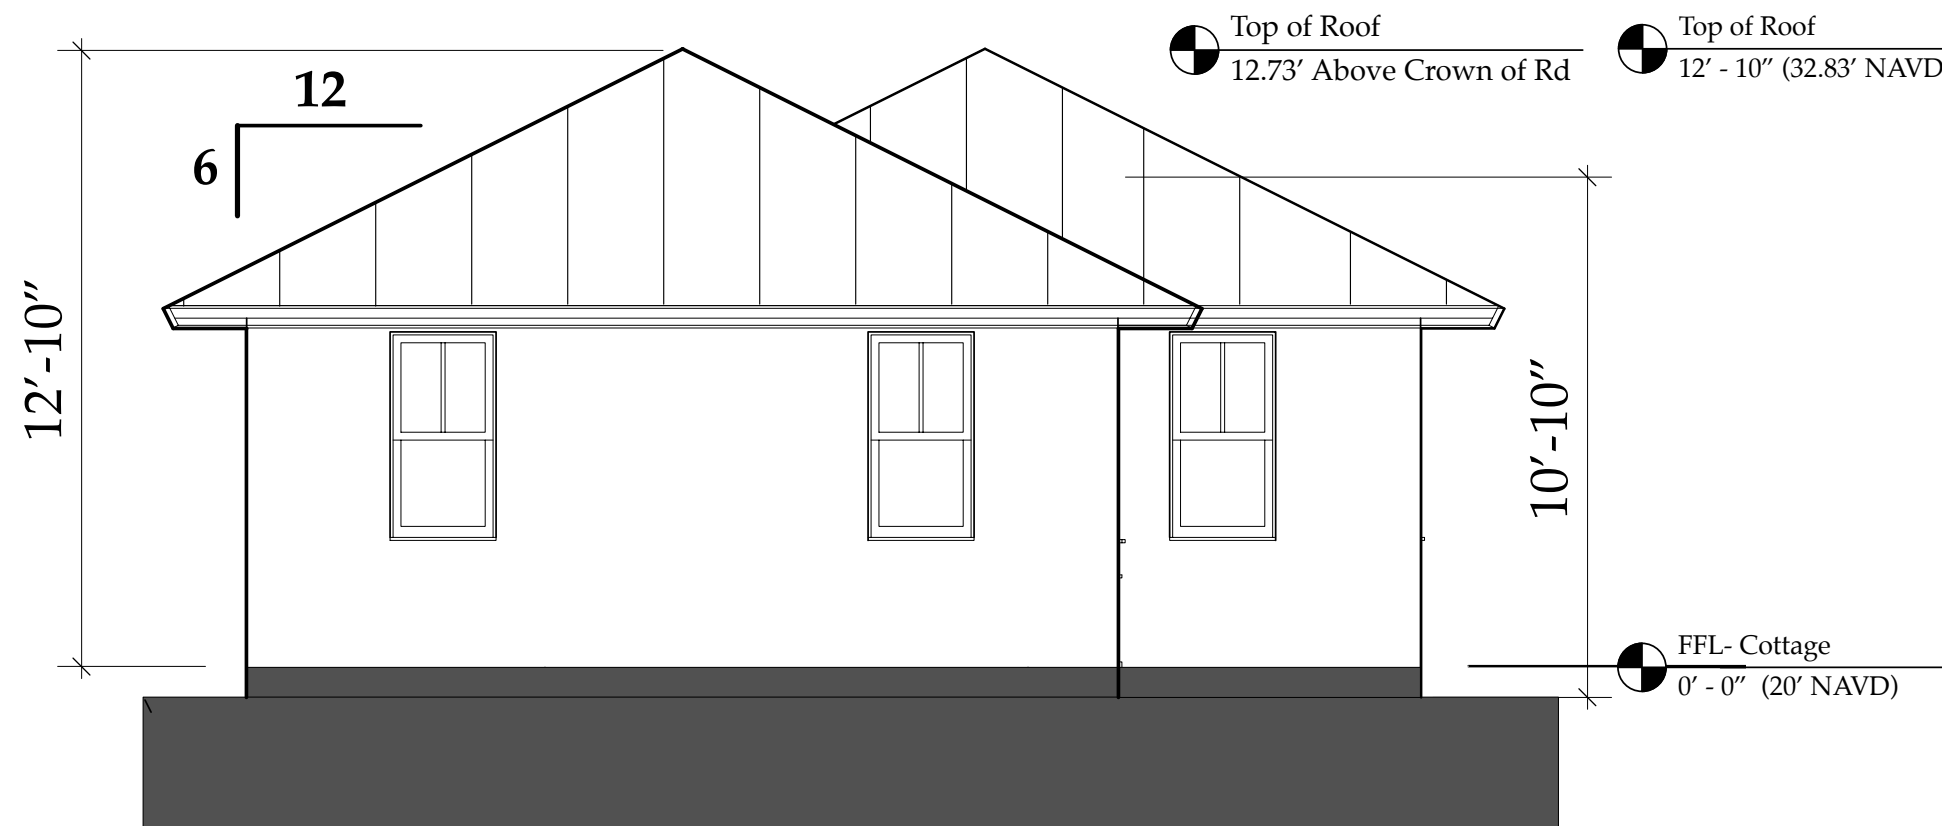 Top of Roof
12.73′ Above Crown of Rd
Top of Roof
12′ - 10″ (32.83′ NAVD
12
6
12′-10″
10′-10″
FFL- Cottage
0′ - 0″ (20′ NAVD)